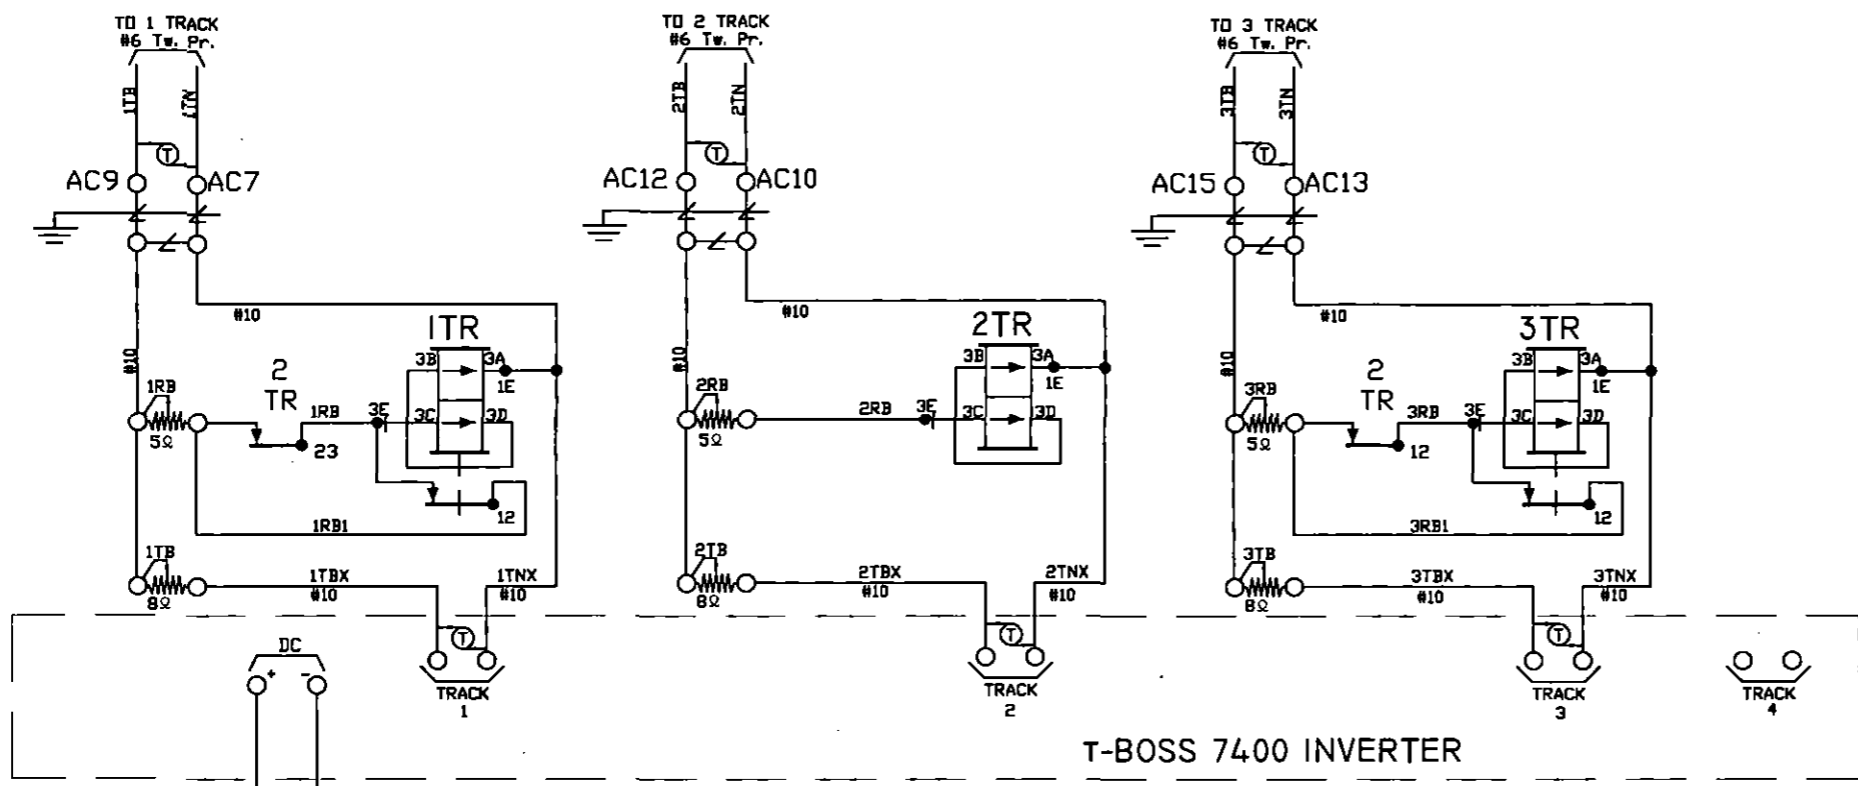 TO 1 TRACK
#6 Tw. Pr.
TO 2 TRACK
#6 Tw. Pr.
TO 3 TRACK
#6 Tw. Pr.
1TB
1TN
2TB
2TN
3TB
3TN
T
T
T
AC9
AC7
AC12
AC10
AC15
AC13
#10
#10
#10
1TR
2TR
3TR
#10
#10
#10
3B
3A
1E
3B
3A
1E
3B
3A
1E
1RB
5Ω
2
TR
23
1RB
3E
3C
3D
2RB
5Ω
2RB
3E
3C
3D
3RB
5Ω
2
TR
12
3RB
3E
3C
3D
12
12
1RB1
3RB1
1TB
8Ω
1TBX
#10
1TNX
#10
2TB
8Ω
2TBX
#10
2TNX
#10
3TB
8Ω
3TBX
#10
3TNX
#10
DC
+
-
T
TRACK
1
T
TRACK
2
T
TRACK
3
TRACK
4
T-BOSS 7400 INVERTER